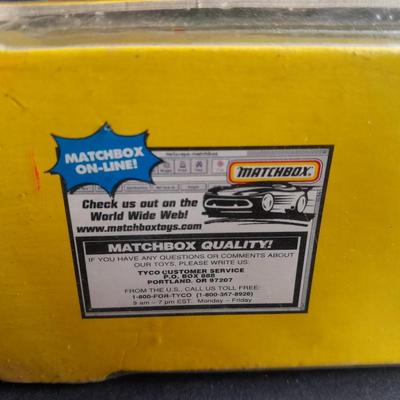 MATCHBOX
ON-LINE!
MATCHBOX
Check us out on the
World Wide Web!
www.matchboxtoys.com
MATCHBOX QUALITY!
IF YOU HAVE ANY QUESTIONS OR COMMENTS ABOUT
OUR TOYS, PLEASE WRITE US:
TYCO CUSTOMER SERVICE
P.O. BOX 888
PORTLAND, OR 97207
FROM THE U.S., CALL US TOLL FREE:
1-800-FOR-TYCO (1-800-367-8926)
9 am – 7 pm EST. Monday – Friday